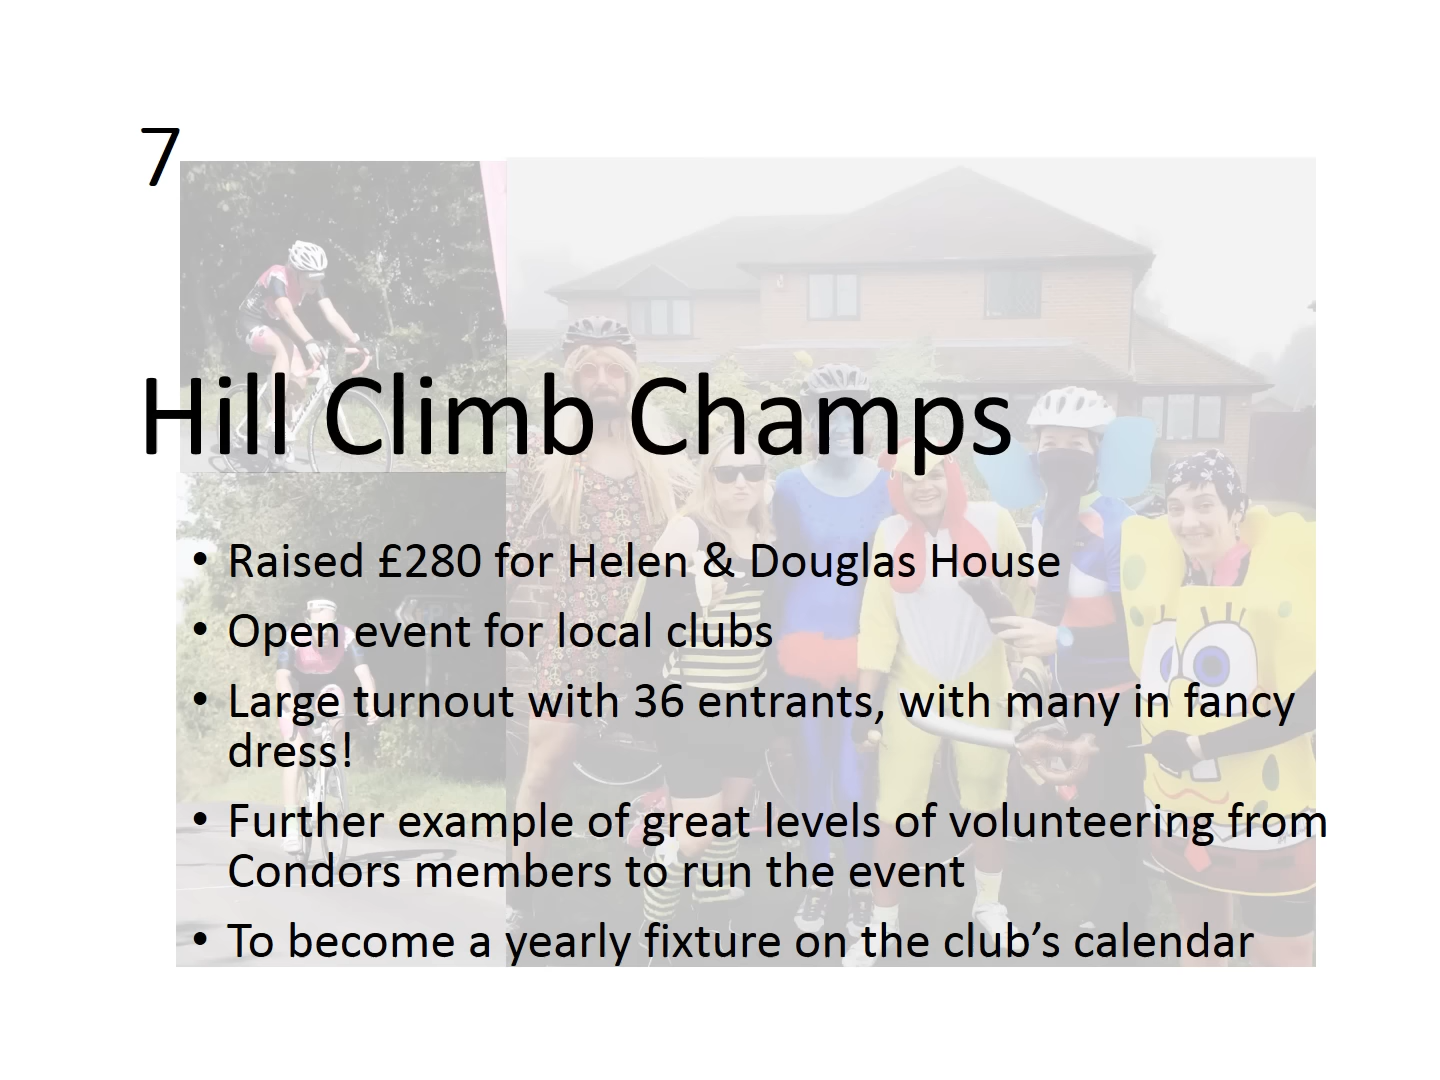 7
Hill Climb Champs
• Raised £280 for Helen & Douglas House
• Open event for local clubs
• Large turnout with 36 entrants, with many in fancy
dress!
• Further example of great levels of volunteering from
Condors members to run the event
• To become a yearly fixture on the club’s calendar